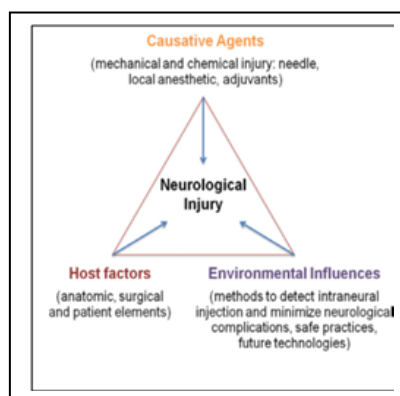 Causative Agents
(mechanical and chemical injury: needle,
local anesthetic, adjuvants)
Neurological
Injury
Host factors
(anatomic, surgical
and patient elements)
Environmental Influences
(methods to detect intraneural
injection and minimize neurological
complications, safe practices,
future technologies)